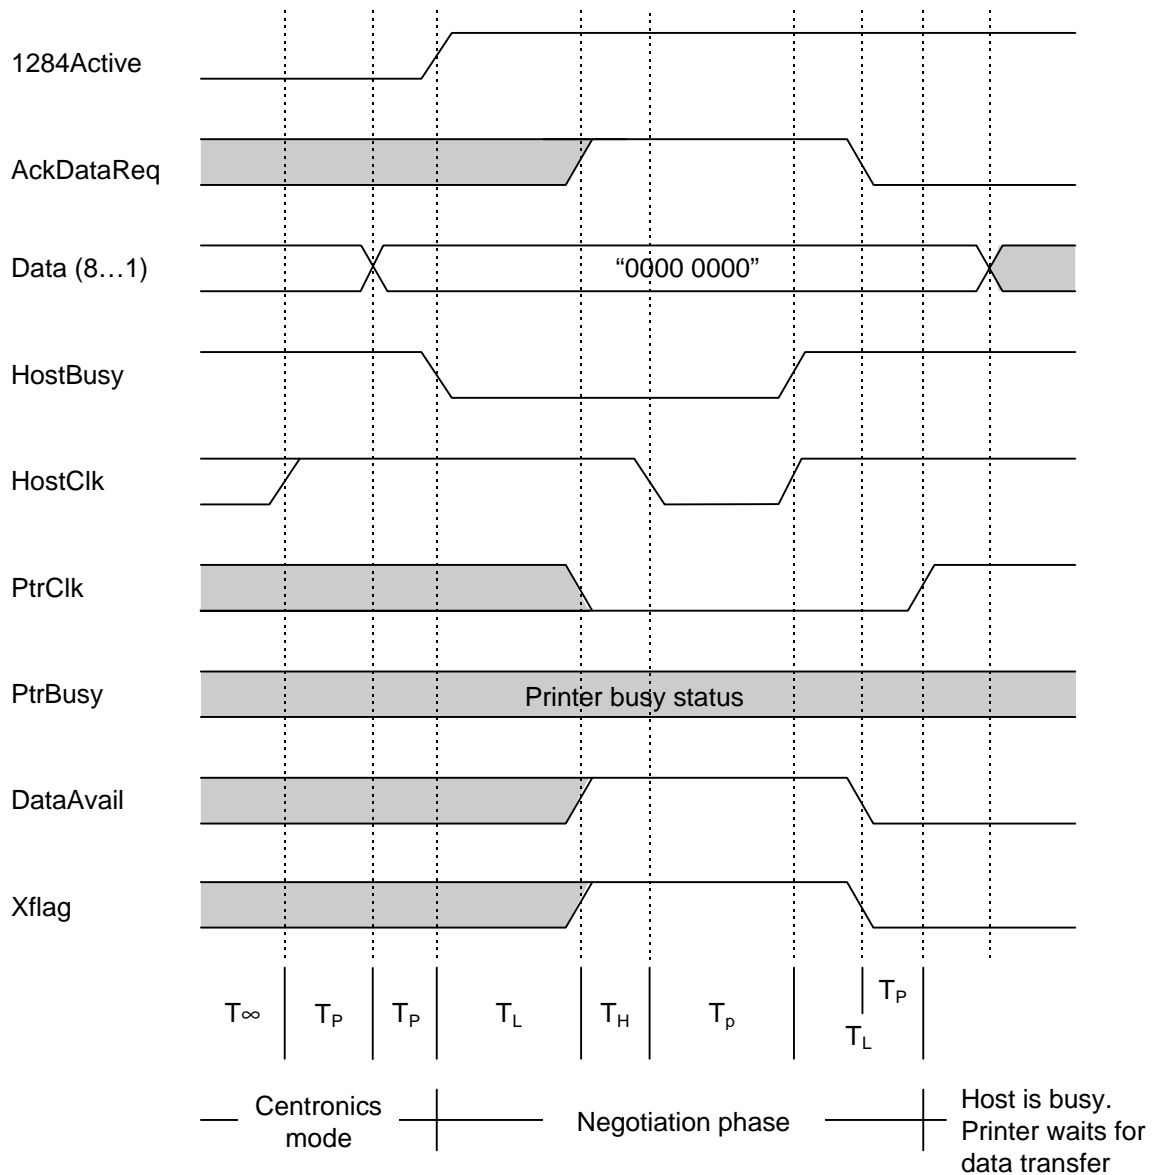 1284Active
AckDataReq
Data (8…1)
“0000 0000”
HostBusy
HostClk
PtrClk
PtrBusy
Printer busy status
DataAvail
Xflag
T∞
TP
TP
TL
TH
Tp
TL
TP
Centronics
mode
Negotiation phase
Host is busy.
Printer waits for
data transfer